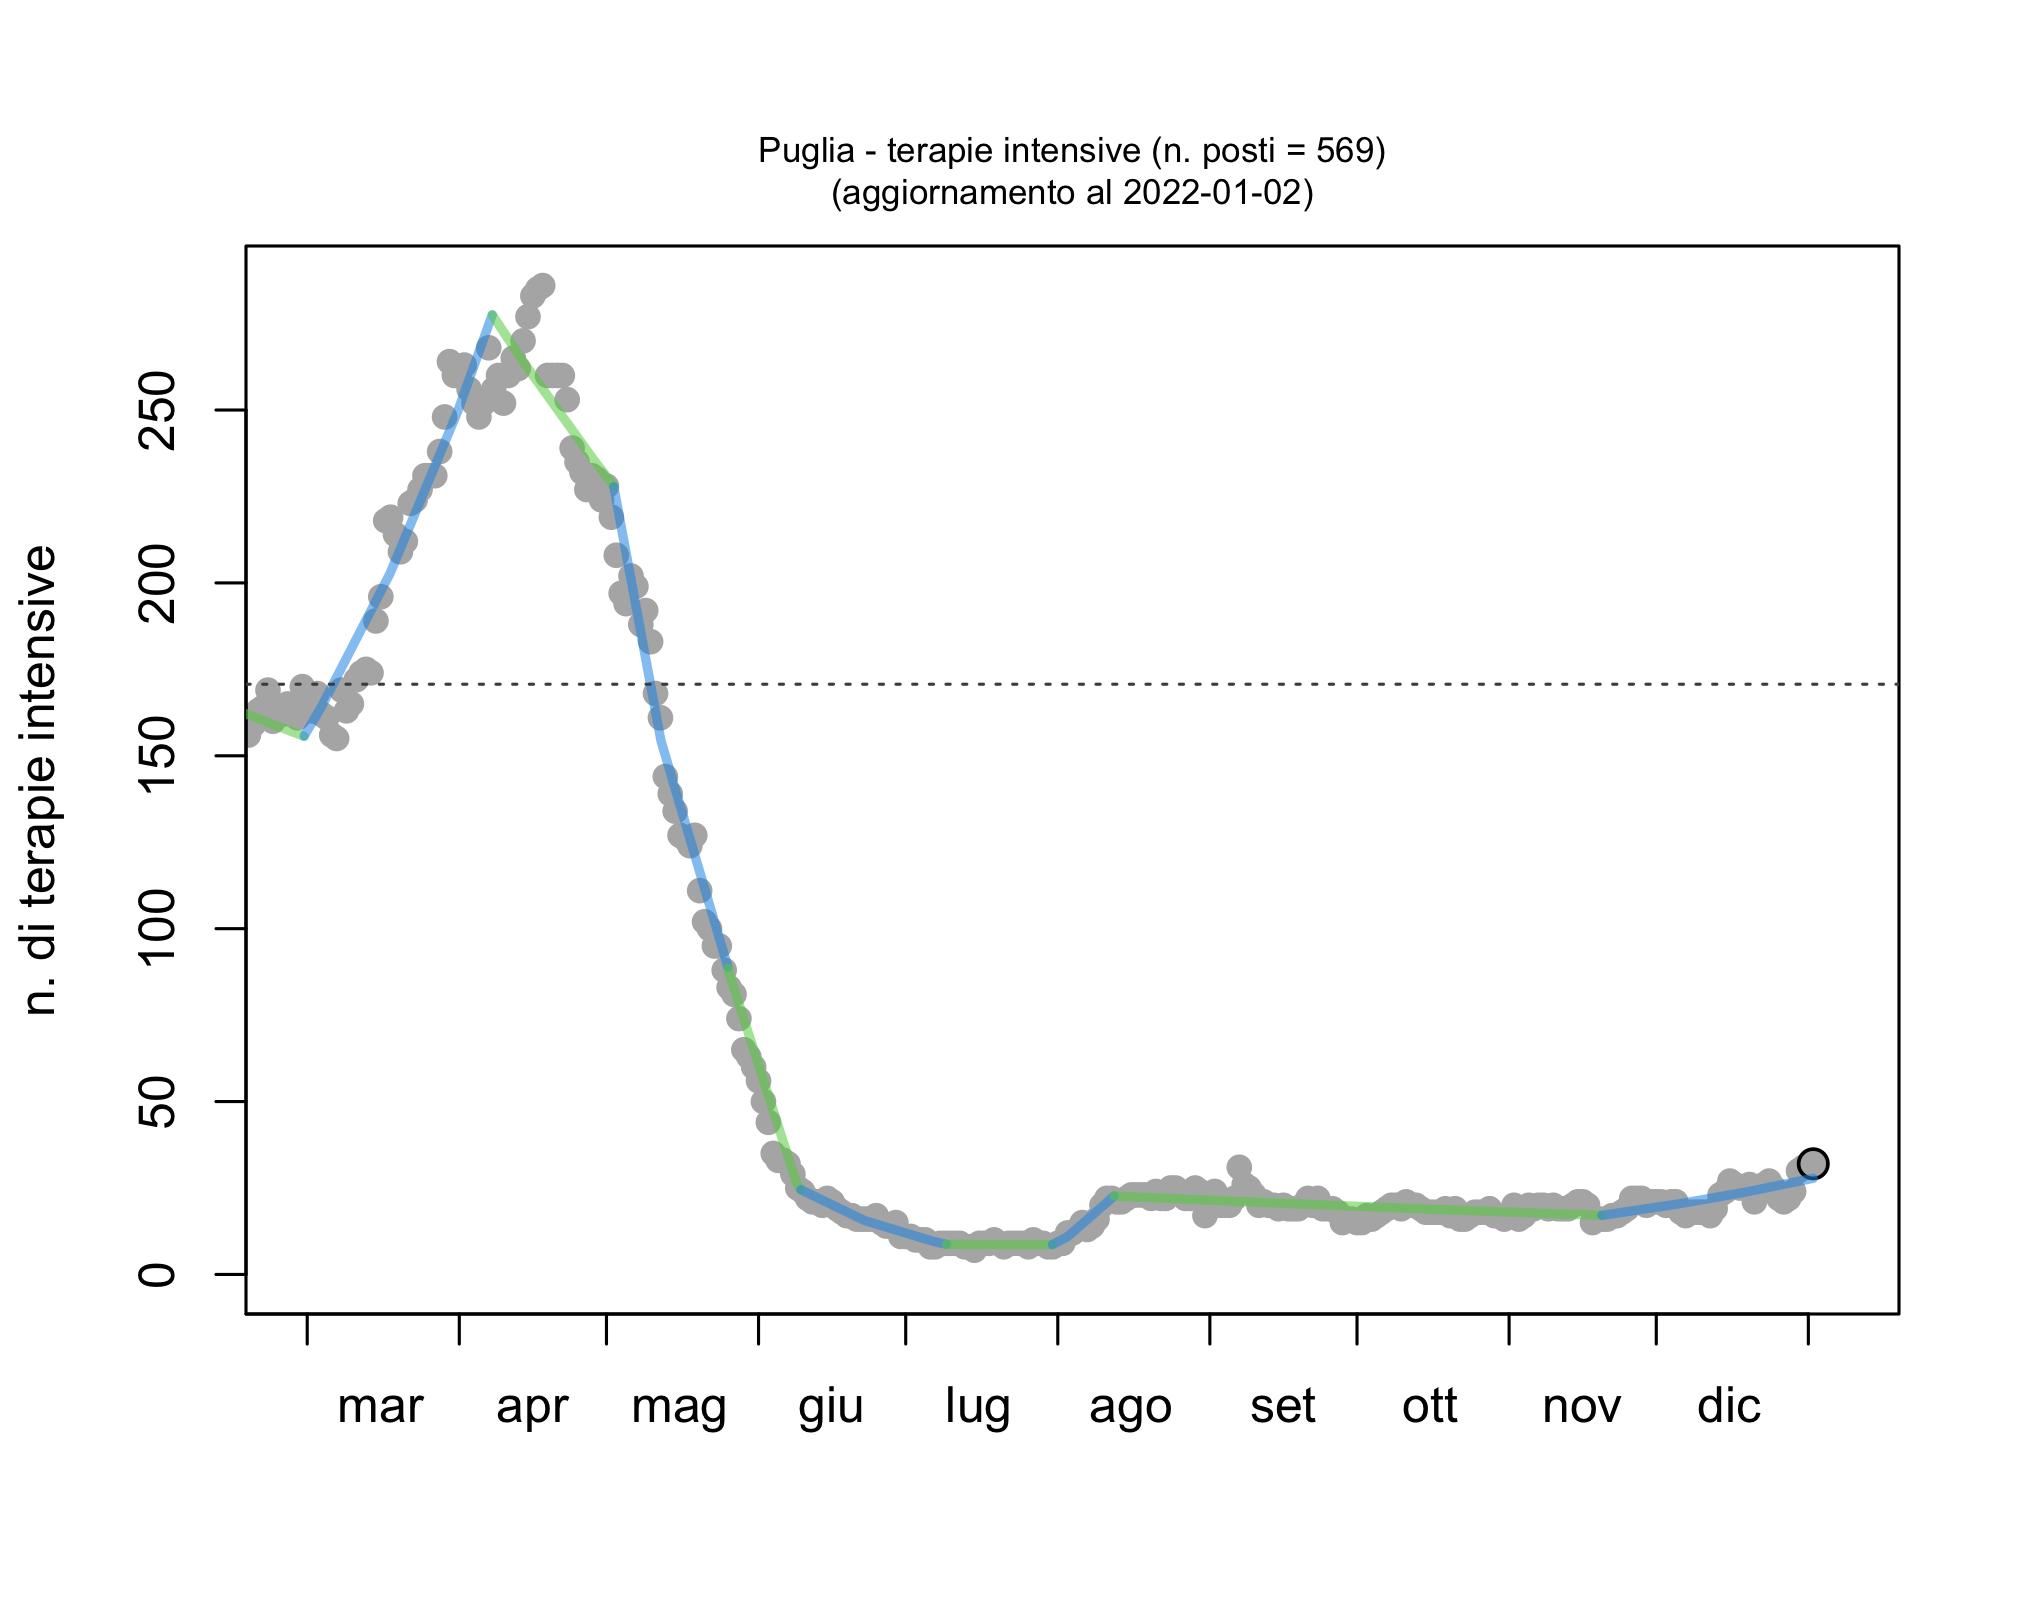 Puglia - terapie intensive (n. posti = 569)
(aggiornamento al 2022-01-02)
n. di terapie intensive
250
200
150
100
50
0
mar apr mag giu lug ago set ott nov dic